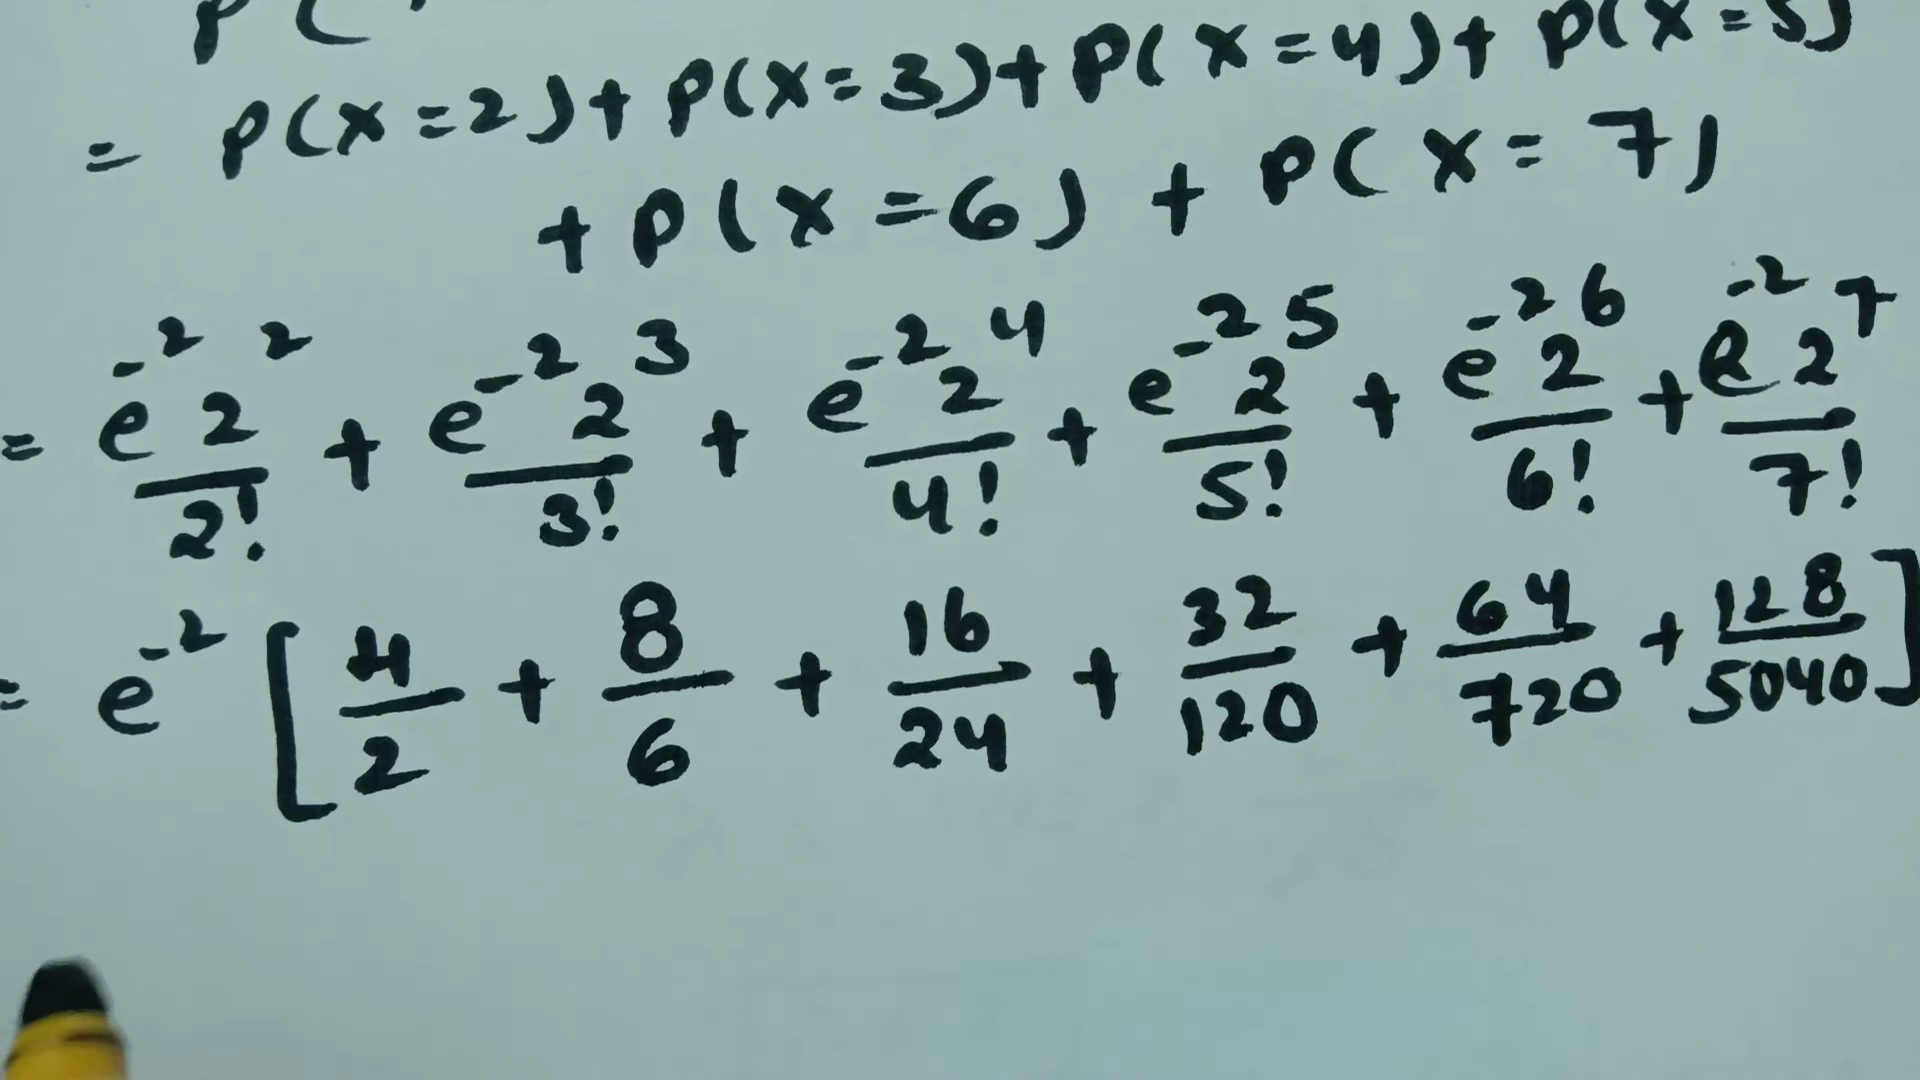 P(
= P(X=2)+P(X=3)+P(X=4)+P(X=5)
+P(X=6)+P(X=7)
= e^-2 2^2/2! + e^-2 2^3/3! + e^-2 2^4/4! + e^-2 2^5/5! + e^-2 2^6/6! + e^-2 2^7/7!
= e^-2 [4/2 + 8/6 + 16/24 + 32/120 + 64/720 + 128/5040]